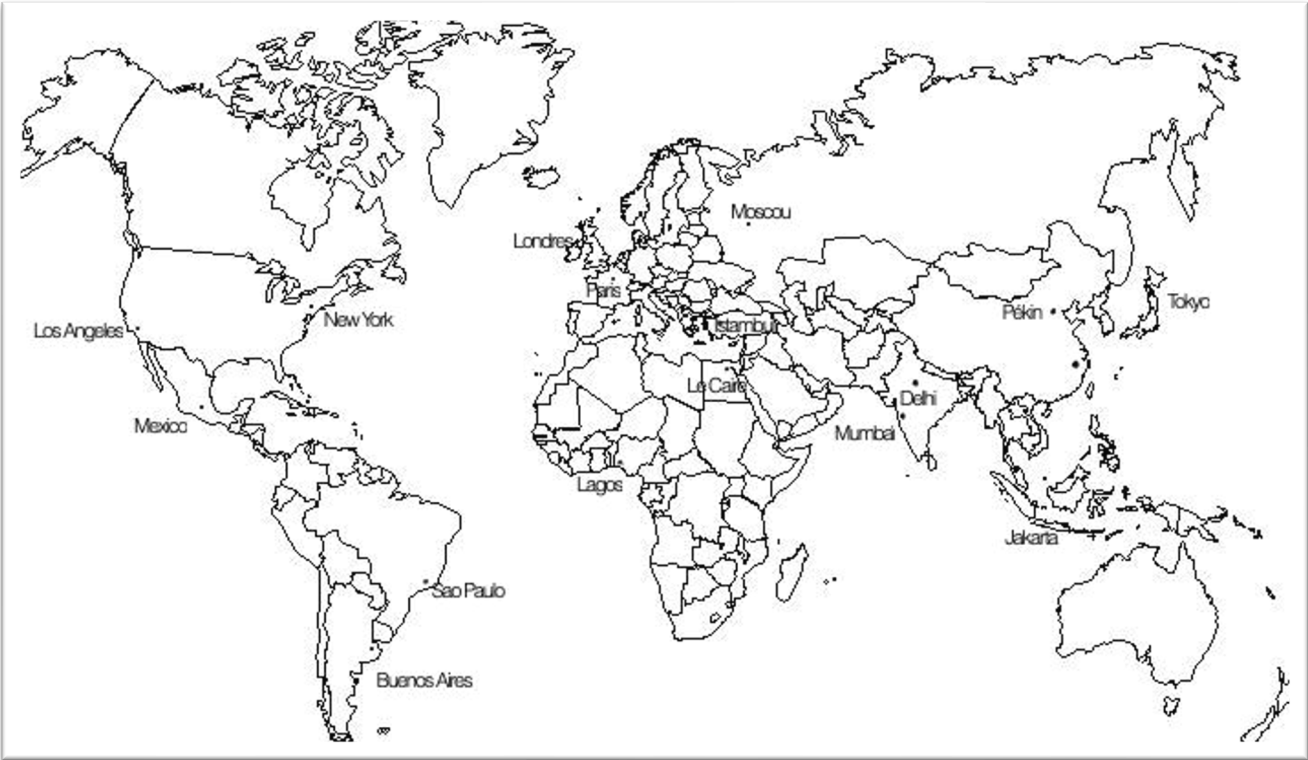 Moscou
Londres
Paris
Pékin
Tokyo
New York
Istambul
Los Angeles
Le Caire
Delhi
Mexico
Mumbai
Lagos
Jakarta
Sao Paulo
Buenos Aires